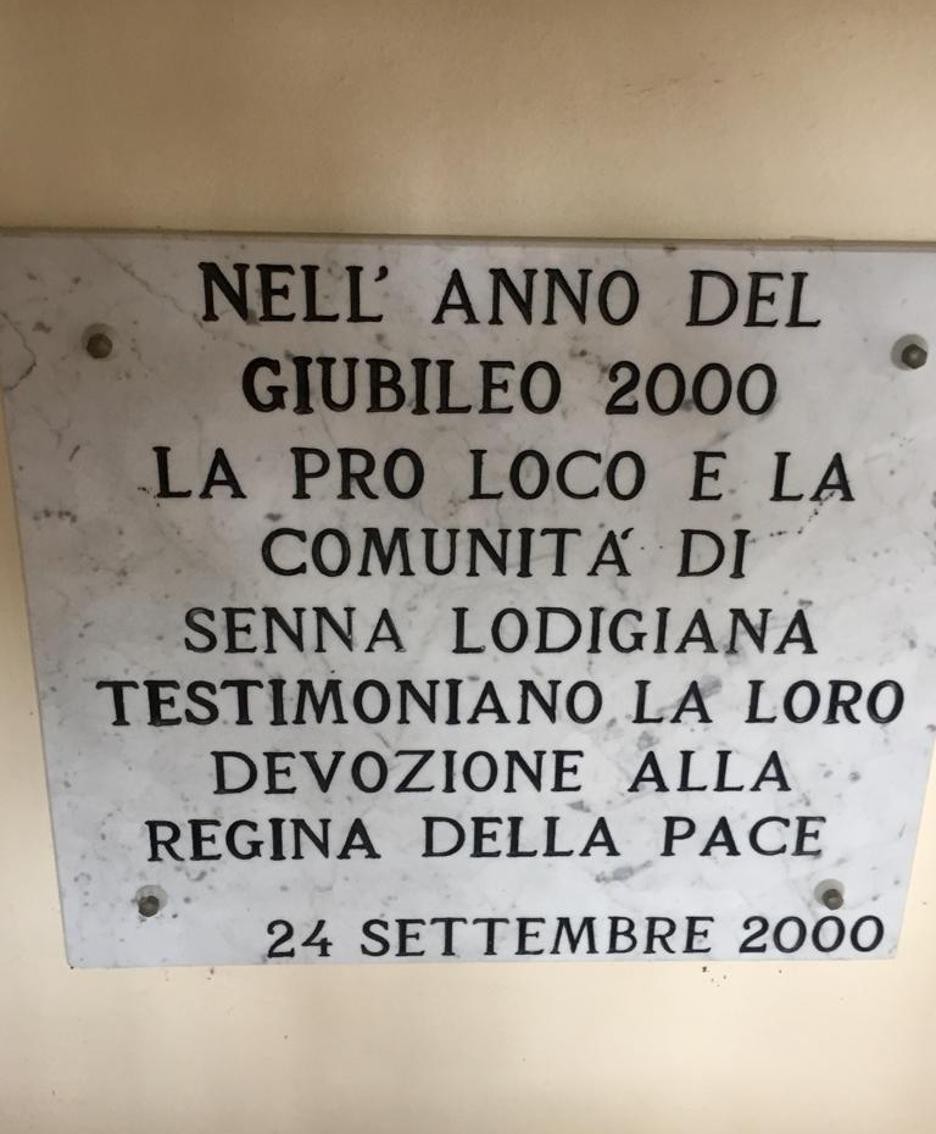 NELL' ANNO DEL
GIUBILEO 2000
LA PRO LOCO E LA
COMUNITA' DI
SENNA LODIGIANA
TESTIMONIANO LA LORO
DEVOZIONE ALLA
REGINA DELLA PACE
24 SETTEMBRE 2000